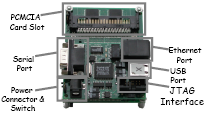 PCMCIA
Card Slot
Serial
Port
Power
Connector &
Switch
Ethernet
Port
USB
Port
JTAG
Interface